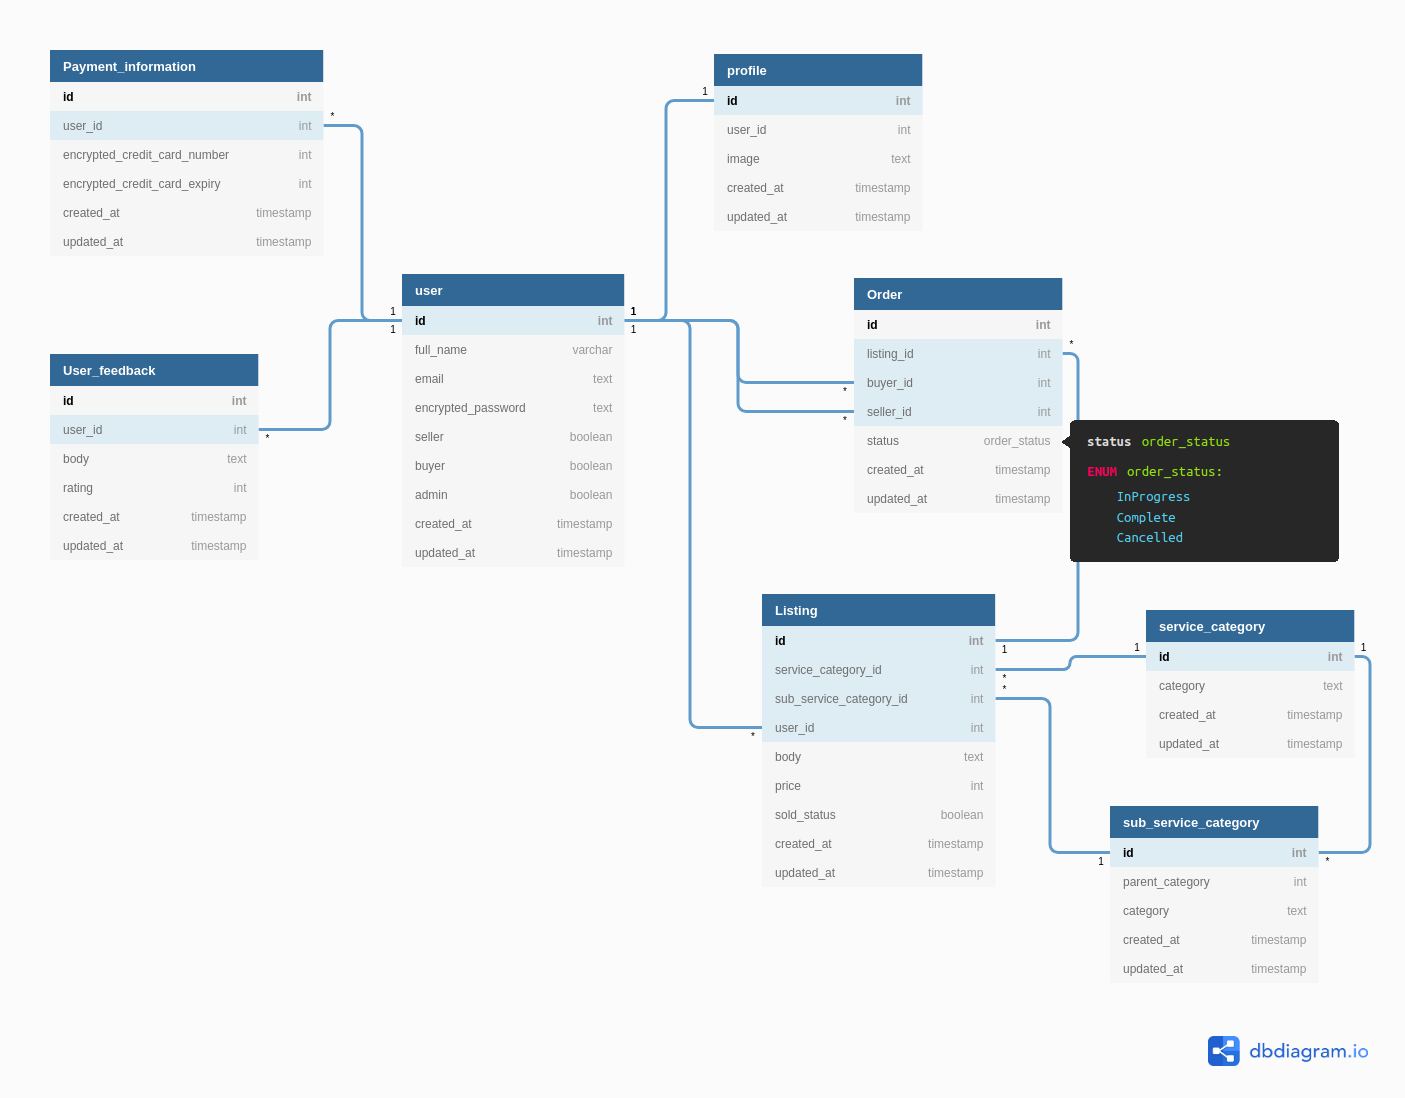 Payment_information
id int
user_id int
encrypted_credit_card_number int
encrypted_credit_card_expiry int
created_at timestamp
updated_at timestamp
*
profile
1
id int
user_id int
image text
created_at timestamp
updated_at timestamp
user
1 1
id int
1 1
full_name varchar
email text
encrypted_password text
seller boolean
buyer boolean
admin boolean
created_at timestamp
updated_at timestamp
Order
id int
*
listing_id int
buyer_id int
*
seller_id int
*
status order_status
created_at timestamp
updated_at timestamp
status order_status
ENUM order_status:
InProgress
Complete
Cancelled
User_feedback
id int
user_id int
*
body text
rating int
created_at timestamp
updated_at timestamp
Listing
id int
1
service_category_id int
*
*
sub_service_category_id int
user_id int
*
body text
price int
sold_status boolean
created_at timestamp
updated_at timestamp
service_category
1 1
id int
category text
created_at timestamp
updated_at timestamp
sub_service_category
id int
1 *
parent_category int
category text
created_at timestamp
updated_at timestamp
dbdiagram.io